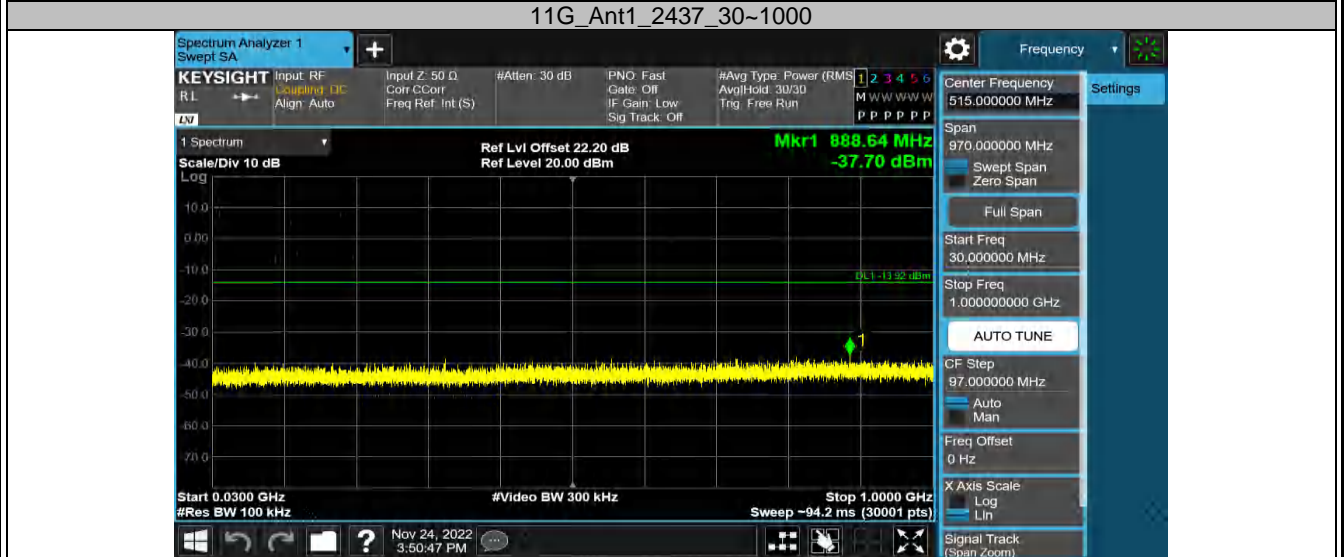 11G_Ant1_2437_30~1000
Spectrum Analyzer 1
Swept SA
+
Frequency
KEYSIGHT
RL
LXI
Input: RF
Coupling: DC
Align: Auto
Input Z: 50 Ω
Corr CCorr
Freq Ref: Int (S)
#Atten: 30 dB
PNO: Fast
Gate: Off
IF Gain: Low
Sig Track: Off
#Avg Type: Power (RMS
Avg|Hold: 30/30
Trig: Free Run
1 2 3 4 5 6
M W W W W W
P P P P P P
Center Frequency
515.000000 MHz
Settings
Span
970.000000 MHz
Swept Span
Zero Span
Full Span
Start Freq
30.000000 MHz
Stop Freq
1.000000000 GHz
AUTO TUNE
CF Step
97.000000 MHz
Auto
Man
Freq Offset
0 Hz
X Axis Scale
Log
Lin
Signal Track
(Span Zoom)
1 Spectrum
Scale/Div 10 dB
Ref Lvl Offset 22.20 dB
Ref Level 20.00 dBm
Mkr1 888.64 MHz
-37.70 dBm
Log
10.0
0.00
-10.0
DL1 -13.92 dBm
-20.0
-30.0
1
-40.0
-50.0
-60.0
-70.0
Start 0.0300 GHz
#Res BW 100 kHz
#Video BW 300 kHz
Stop 1.0000 GHz
Sweep ~94.2 ms (30001 pts)
?
Nov 24, 2022
3:50:47 PM